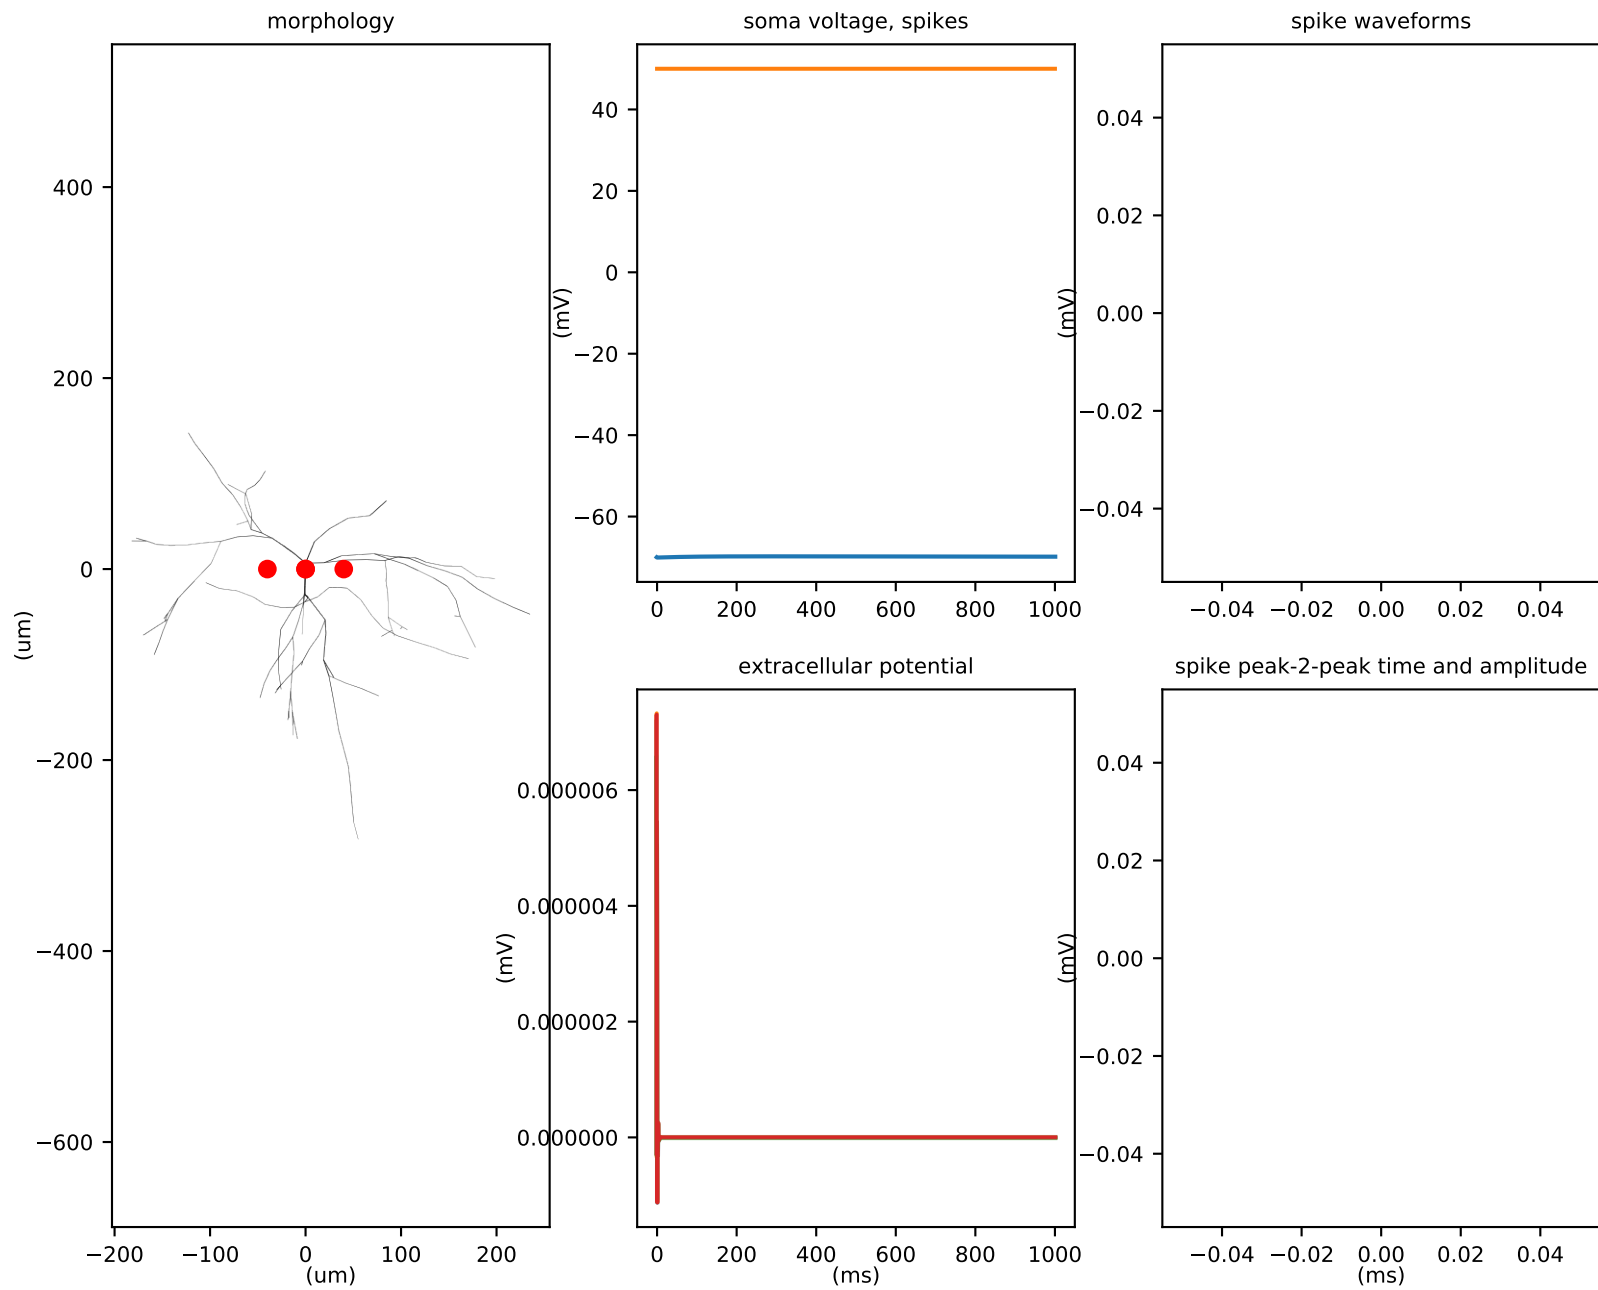 morphology
400
200
0
−200
−400
−600
(um)
−200 −100 0 100 200
(um)
soma voltage, spikes
40
20
0
−20
−40
−60
(mV)
0 200 400 600 800 1000
spike waveforms
0.04
0.02
0.00
−0.02
−0.04
(mV)
−0.04 −0.02 0.00 0.02 0.04
extracellular potential
0.000006
0.000004
0.000002
0.000000
(mV)
0 200 400 600 800 1000
(ms)
spike peak-2-peak time and amplitude
0.04
0.02
0.00
−0.02
−0.04
(mV)
−0.04 −0.02 0.00 0.02 0.04
(ms)